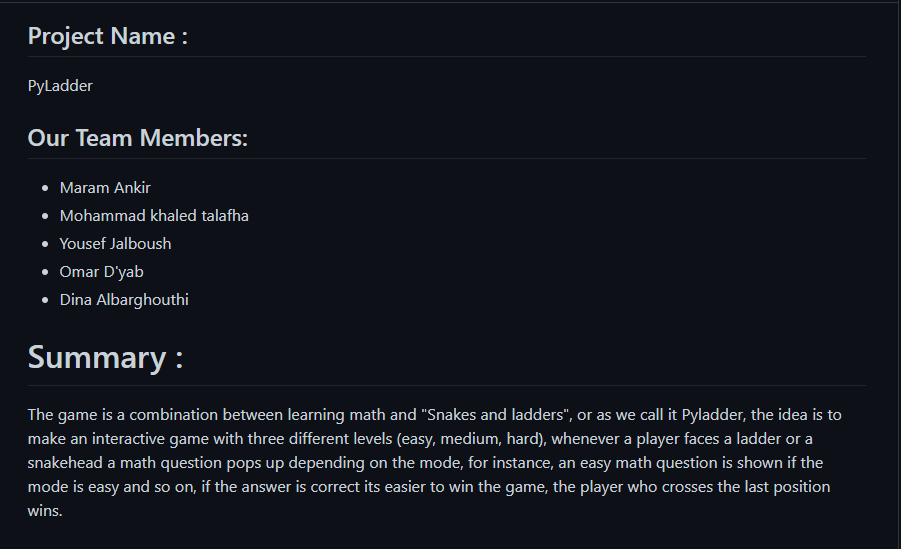 Project Name :
PyLadder
Our Team Members:
• Maram Ankir
• Mohammad khaled talafha
• Yousef Jalboush
• Omar D'yab
• Dina Albarghouthi
Summary :
The game is a combination between learning math and "Snakes and ladders", or as we call it Pyladder, the idea is to
make an interactive game with three different levels (easy, medium, hard), whenever a player faces a ladder or a
snakehead a math question pops up depending on the mode, for instance, an easy math question is shown if the
mode is easy and so on, if the answer is correct its easier to win the game, the player who crosses the last position
wins.